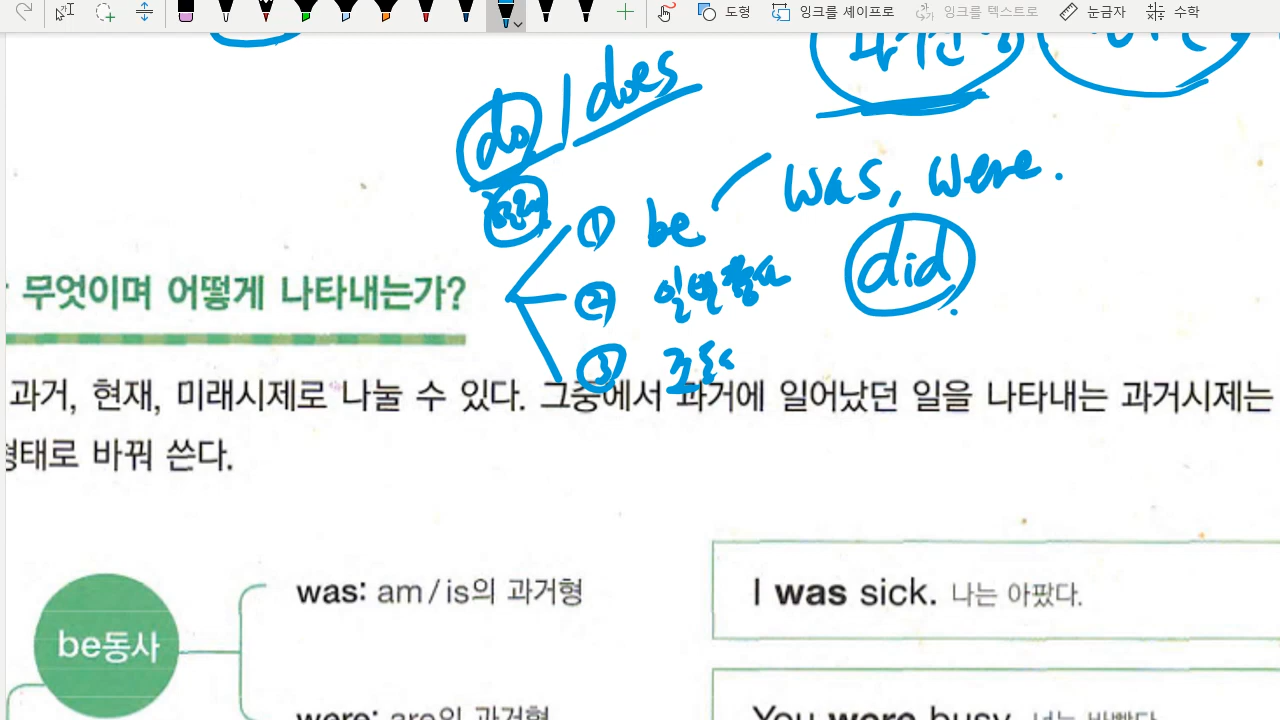 도형 잉크를 셰이프로 잉크를 텍스트로 눈금자 수학
do / does
현재
① be was, were.
무엇이며 어떻게 나타내는가?
② 일반동사 did.
③ 조동사
과거, 현재, 미래시제로 나눌 수 있다. 그중에서 과거에 일어났던 일을 나타내는 과거시제는
형태로 바꿔 쓴다.
be동사
was: am / is의 과거형
I was sick. 나는 아팠다.
were: are의 과거형
You were busy. 너는 바빴다.